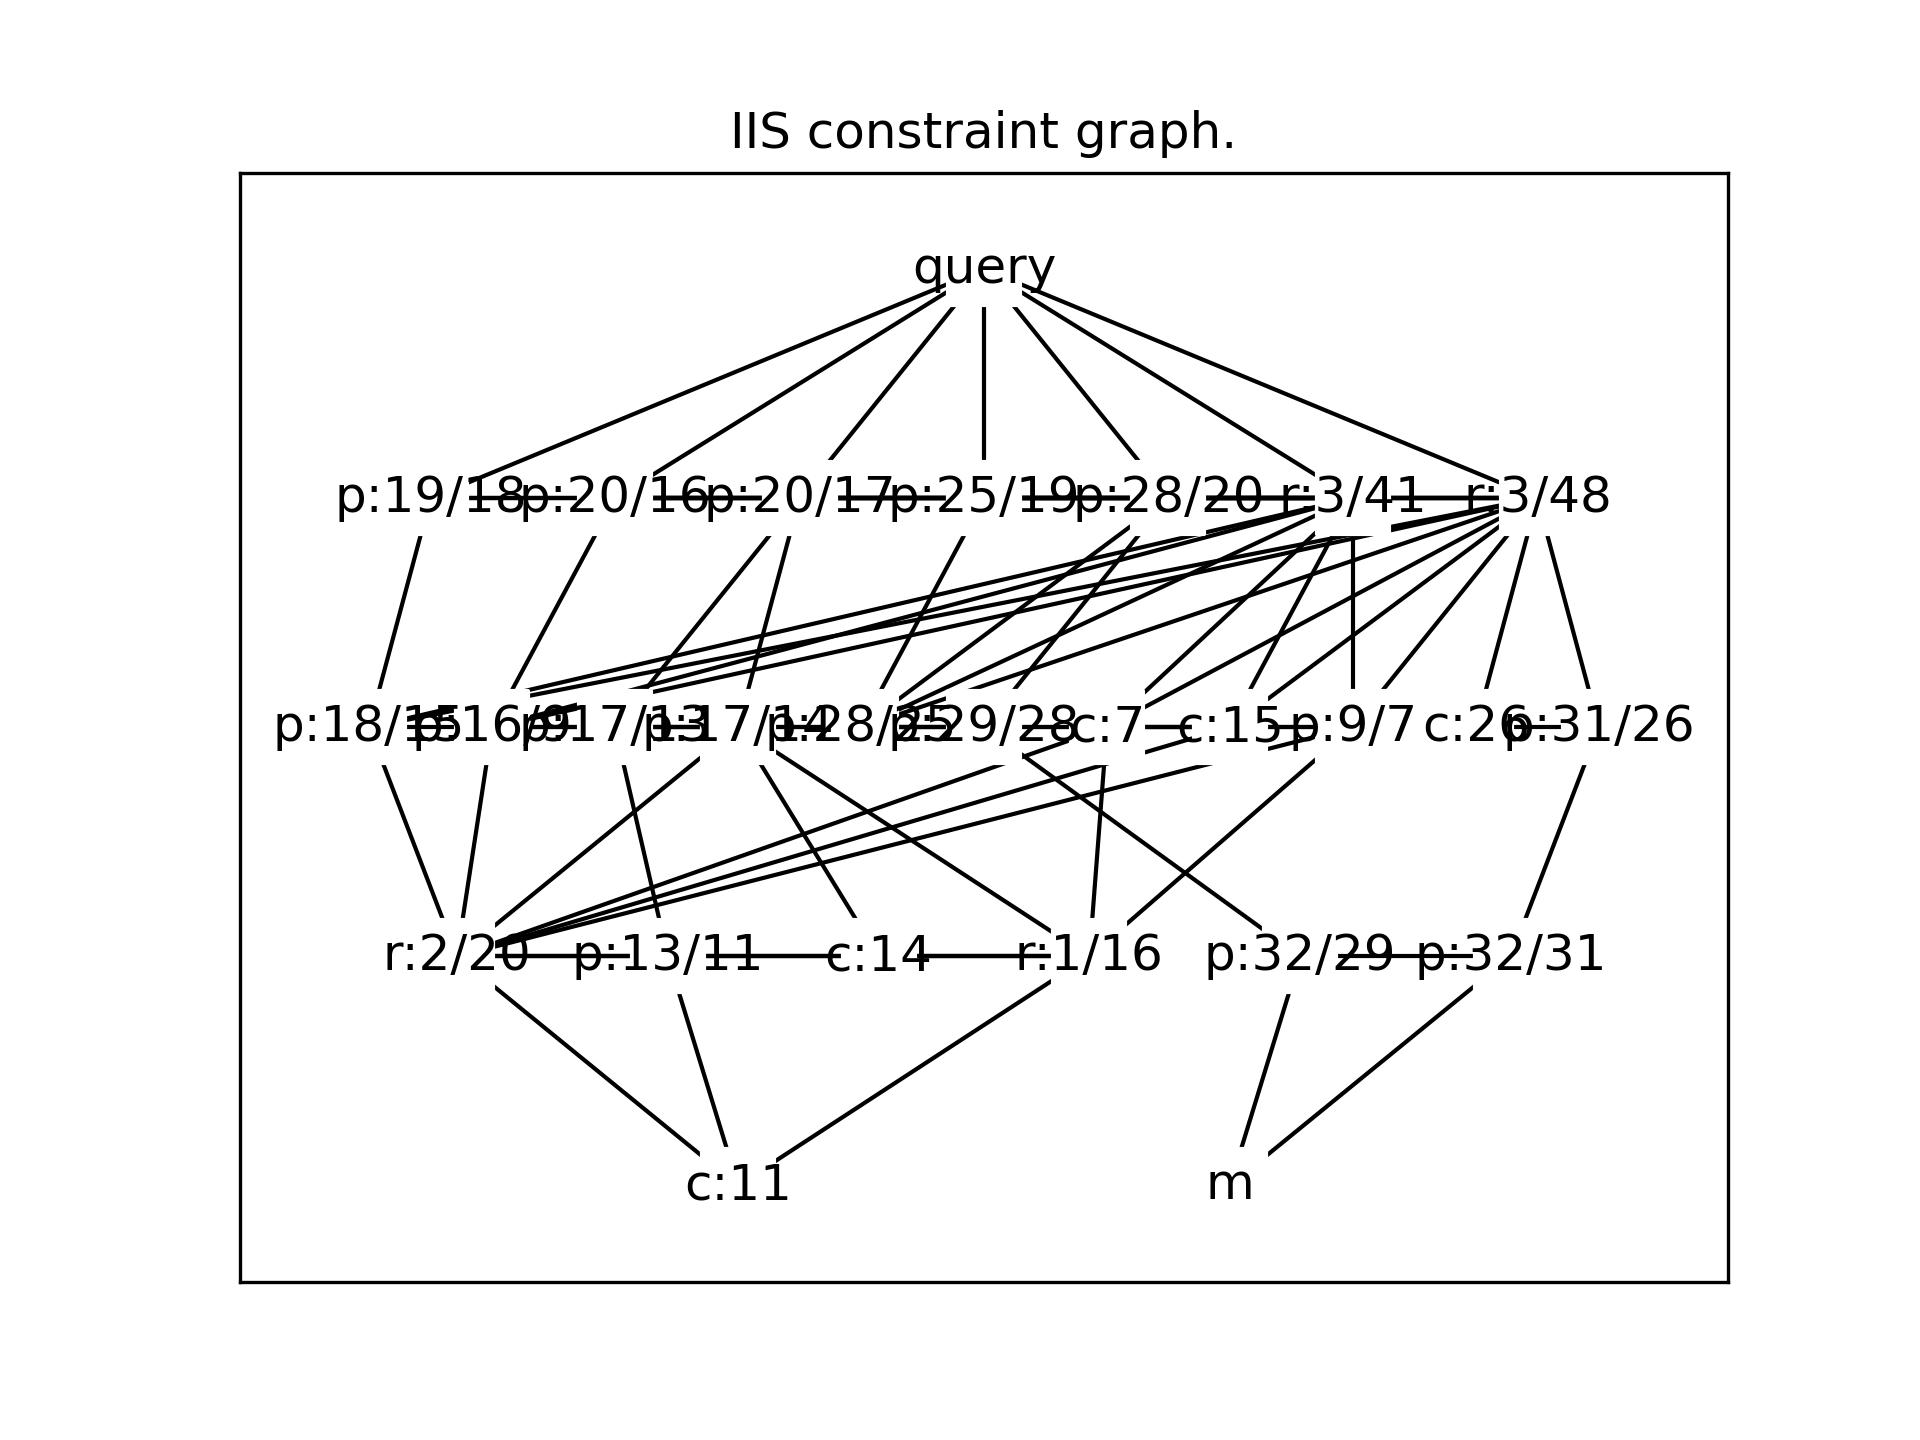 IIS constraint graph.
query
p:19/18 p:20/16 p:20/17 p:25/19 p:28/20 r:3/41 r:3/48
p:18/15 p:16/9 p:17/13 p:17/14 p:28/25 p:29/28 c:7 c:15 p:9/7 c:26 p:31/26
r:2/20 p:13/11 c:14 r:1/16 p:32/29 p:32/31
c:11 m